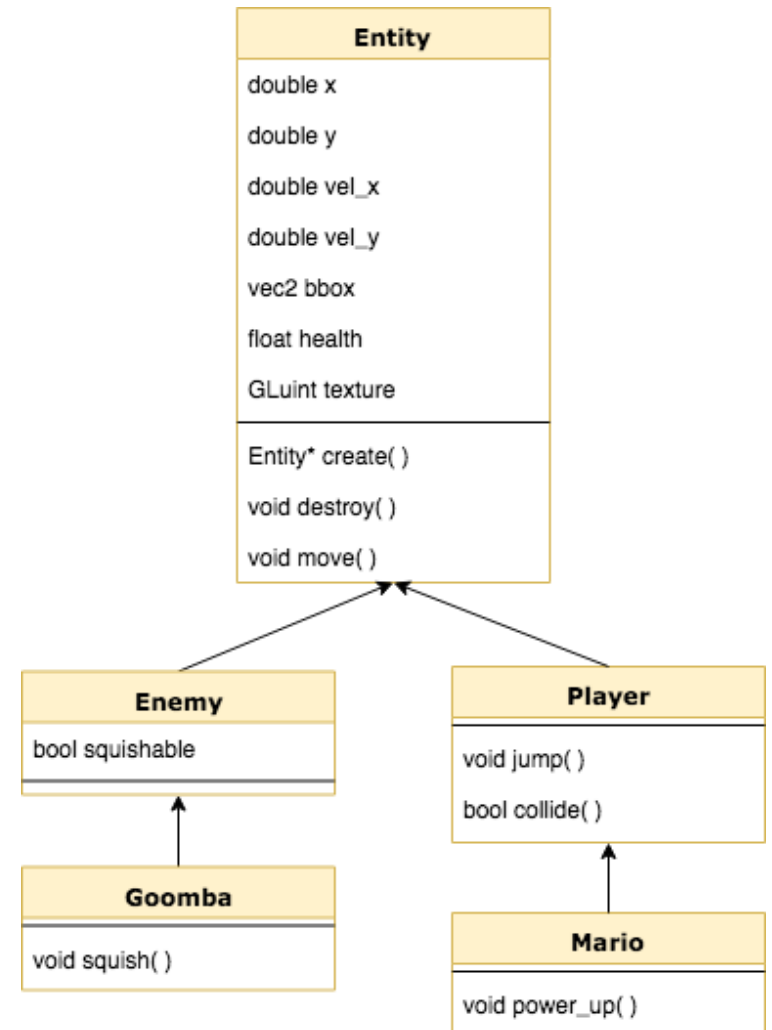 Entity
double x
double y
double vel_x
double vel_y
vec2 bbox
float health
GLuint texture
Entity* create( )
void destroy( )
void move( )
Enemy
bool squishable
Goomba
void squish( )
Player
void jump( )
bool collide( )
Mario
void power_up( )